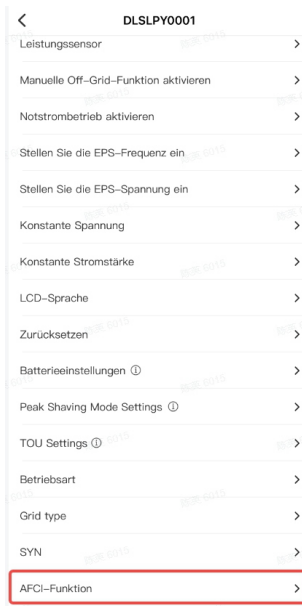 DLSLPY0001
Leistungssensor
Manuelle Off-Grid-Funktion aktivieren
Notstrombetrieb aktivieren
Stellen Sie die EPS-Frequenz ein
Stellen Sie die EPS-Spannung ein
Konstante Spannung
Konstante Stromstärke
LCD-Sprache
Zurücksetzen
Batterieeinstellungen ⓘ
Peak Shaving Mode Settings ⓘ
TOU Settings ⓘ
Betriebsart
Grid type
SYN
AFCI-Funktion